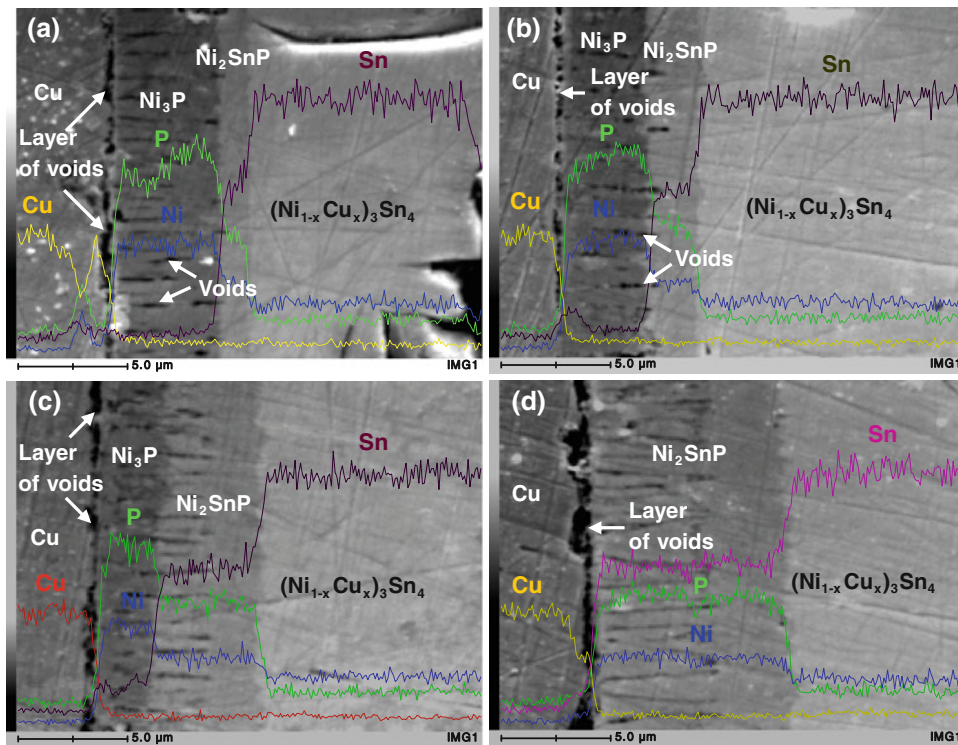 (a)
Ni₂SnP
Sn
Cu
Ni₃P
Layer
of voids
P
Cu
Ni
(Ni₁₋ₓCuₓ)₃Sn₄
Voids
5.0 µm
IMG1
(b)
Ni₃P
Ni₂SnP
Cu
Layer
of voids
Sn
P
Cu
Ni
(Ni₁₋ₓCuₓ)₃Sn₄
Voids
5.0 µm
IMG1
(c)
Layer
of voids
Ni₃P
Sn
Ni₂SnP
P
Cu
Cu
Ni
(Ni₁₋ₓCuₓ)₃Sn₄
5.0 µm
IMG1
(d)
Sn
Ni₂SnP
Cu
Layer
of voids
Cu
P
(Ni₁₋ₓCuₓ)₃Sn₄
Ni
5.0 µm
IMG1